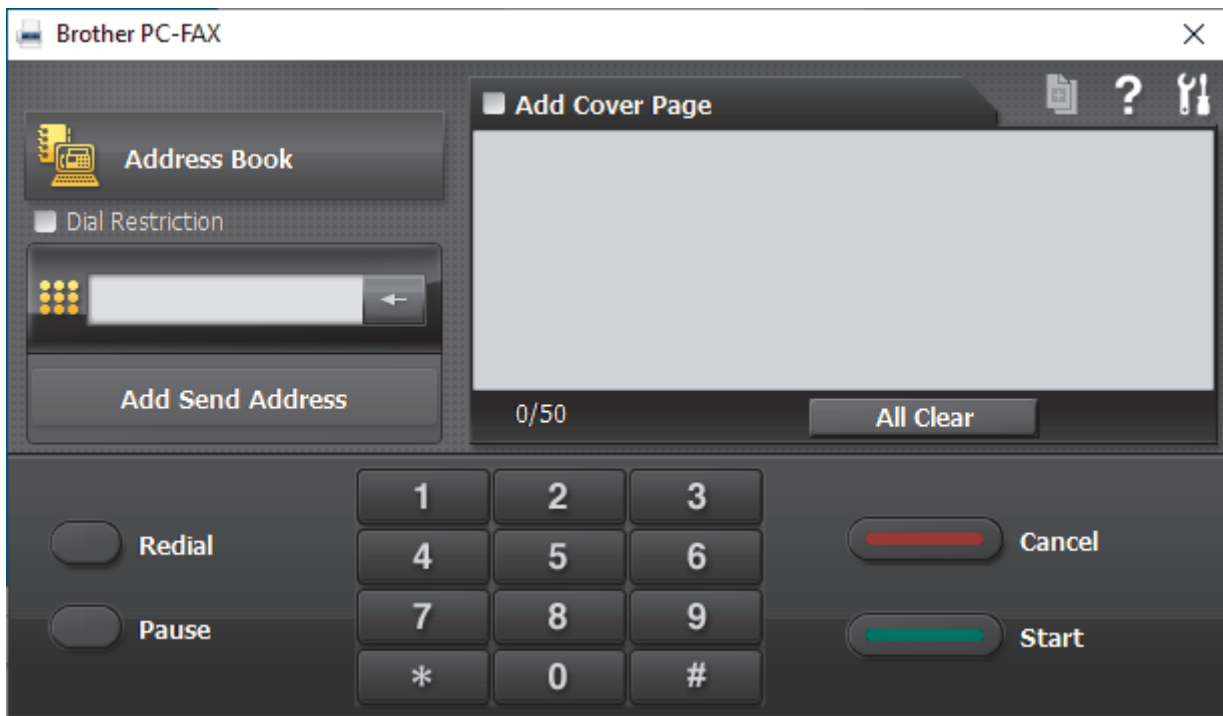 Brother PC-FAX
Address Book
Dial Restriction
Add Send Address
Add Cover Page
?
0/50
All Clear
Redial
Pause
1 2 3
4 5 6
7 8 9
* 0 #
Cancel
Start